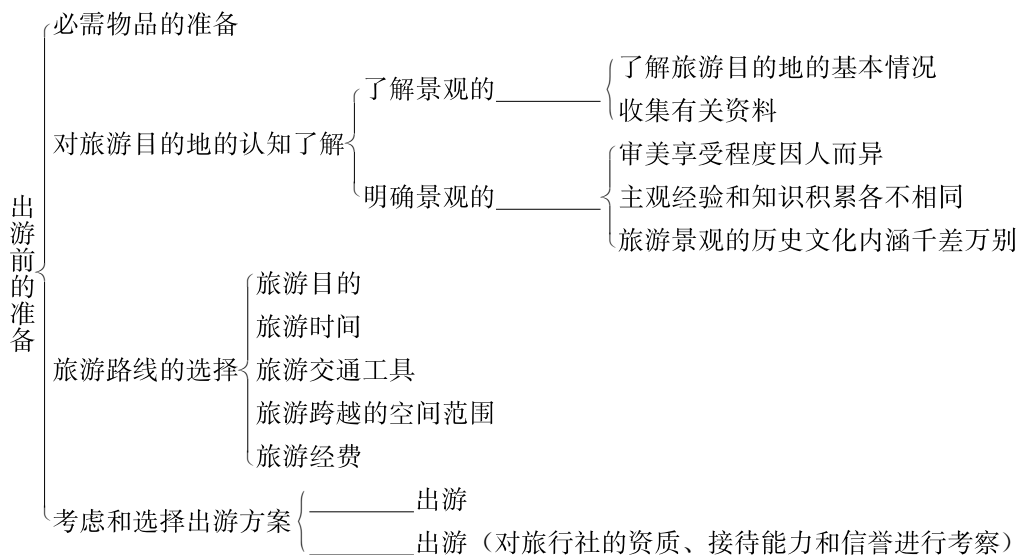 出游前的准备
必需物品的准备
对旅游目的地的认知了解
了解景观的________
了解旅游目的地的基本情况
收集有关资料
明确景观的________
审美享受程度因人而异
主观经验和知识积累各不相同
旅游景观的历史文化内涵千差万别
旅游路线的选择
旅游目的
旅游时间
旅游交通工具
旅游跨越的空间范围
旅游经费
考虑和选择出游方案
________出游
________出游（对旅行社的资质、接待能力和信誉进行考察）